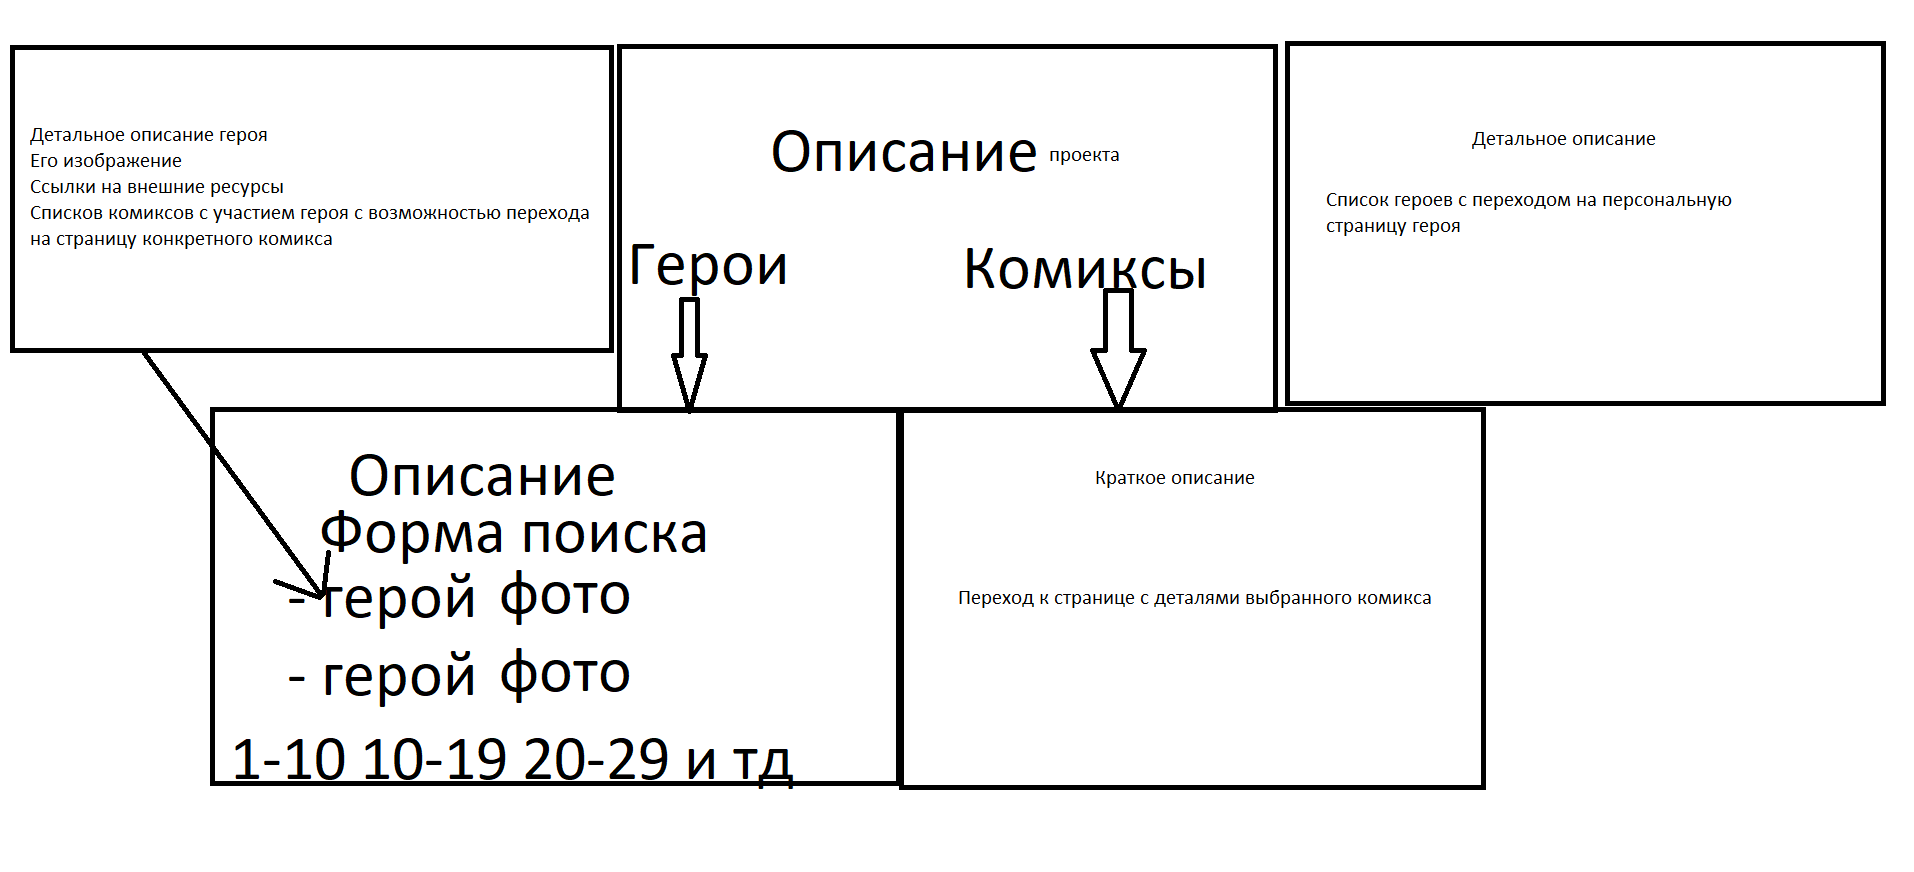 Детальное описание героя
Его изображение
Ссылки на внешние ресурсы
Списков комиксов с участием героя с возможностью перехода
на страницу конкретного комикса
Описание проекта
Герои
Комиксы
Детальное описание
Список героев с переходом на персональную
страницу героя
Описание
Форма поиска
- герой фото
- герой фото
1-10 10-19 20-29 и тд
Краткое описание
Переход к странице с деталями выбранного комикса